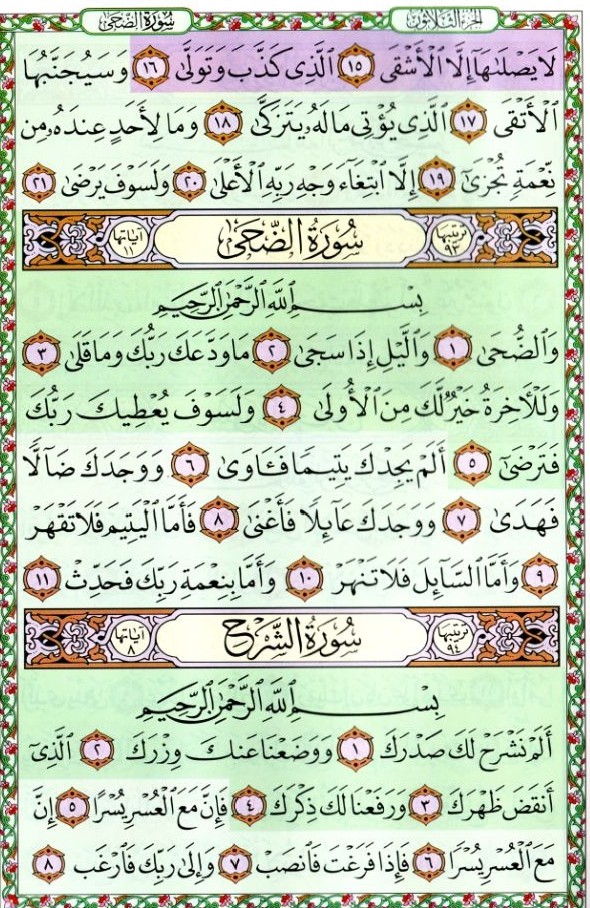 الجزء الثلاثون
سورة الضحى
لَا يَصْلَىٰهَآ إِلَّا ٱلْأَشْقَى ١٥ ٱلَّذِى كَذَّبَ وَتَوَلَّىٰ ١٦ وَسَيُجَنَّبُهَا
ٱلْأَتْقَى ١٧ ٱلَّذِى يُؤْتِى مَالَهُۥ يَتَزَكَّىٰ ١٨ وَمَا لِأَحَدٍ عِندَهُۥ مِن
نِّعْمَةٍ تُجْزَىٰٓ ١٩ إِلَّا ٱبْتِغَآءَ وَجْهِ رَبِّهِ ٱلْأَعْلَىٰ ٢٠ وَلَسَوْفَ يَرْضَىٰ ٢١
ترتيبها ٩٣ سُورَةُ الضُّحَىٰ آياتها ١١
بِسْمِ ٱللَّهِ ٱلرَّحْمَٰنِ ٱلرَّحِيمِ
وَٱلضُّحَىٰ ١ وَٱلَّيْلِ إِذَا سَجَىٰ ٢ مَا وَدَّعَكَ رَبُّكَ وَمَا قَلَىٰ ٣
وَلَلْءَاخِرَةُ خَيْرٌ لَّكَ مِنَ ٱلْأُولَىٰ ٤ وَلَسَوْفَ يُعْطِيكَ رَبُّكَ
فَتَرْضَىٰٓ ٥ أَلَمْ يَجِدْكَ يَتِيمًا فَـَٔاوَىٰ ٦ وَوَجَدَكَ ضَآلًّا
فَهَدَىٰ ٧ وَوَجَدَكَ عَآئِلًا فَأَغْنَىٰ ٨ فَأَمَّا ٱلْيَتِيمَ فَلَا تَقْهَرْ
٩ وَأَمَّا ٱلسَّآئِلَ فَلَا تَنْهَرْ ١٠ وَأَمَّا بِنِعْمَةِ رَبِّكَ فَحَدِّثْ ١١
ترتيبها ٩٤ سُورَةُ الشَّرْحِ آياتها ٨
بِسْمِ ٱللَّهِ ٱلرَّحْمَٰنِ ٱلرَّحِيمِ
أَلَمْ نَشْرَحْ لَكَ صَدْرَكَ ١ وَوَضَعْنَا عَنكَ وِزْرَكَ ٢ ٱلَّذِىٓ
أَنقَضَ ظَهْرَكَ ٣ وَرَفَعْنَا لَكَ ذِكْرَكَ ٤ فَإِنَّ مَعَ ٱلْعُسْرِ يُسْرًا ٥ إِنَّ
مَعَ ٱلْعُسْرِ يُسْرًا ٦ فَإِذَا فَرَغْتَ فَٱنصَبْ ٧ وَإِلَىٰ رَبِّكَ فَٱرْغَب ٨